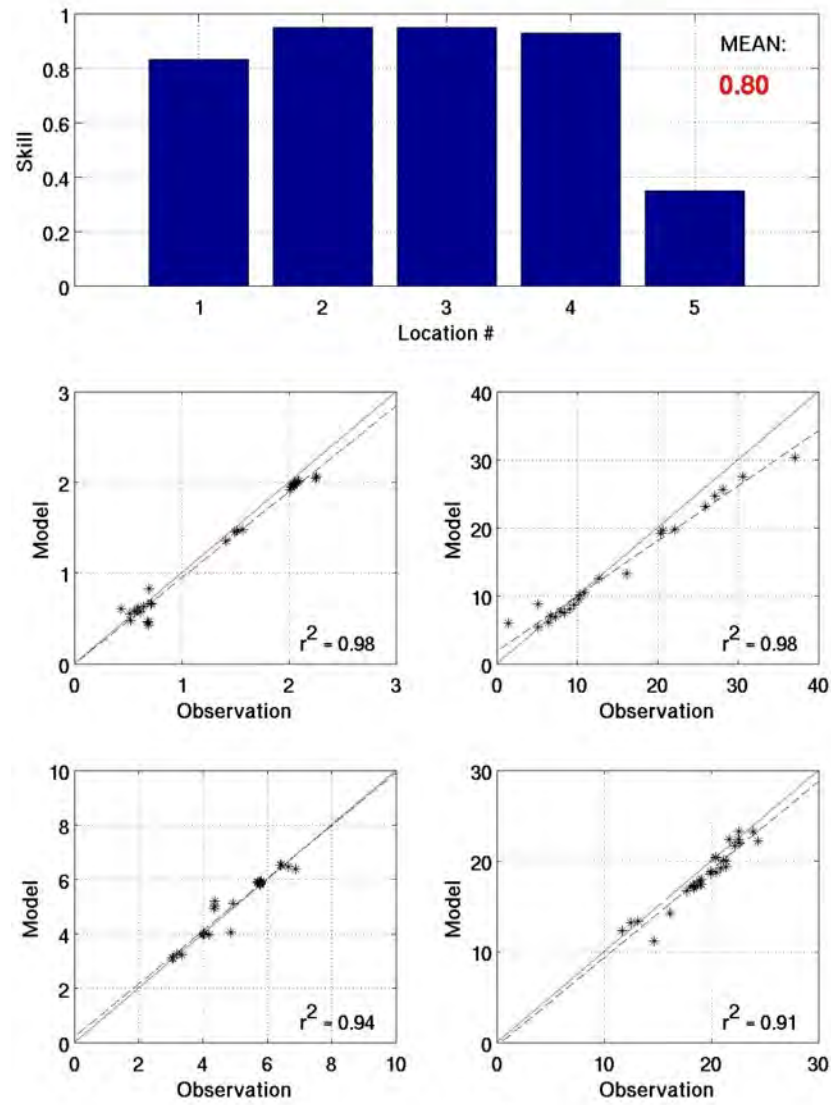 1
0.8
0.6
0.4
0.2
0
Skill
MEAN:
0.80
1 2 3 4 5
Location #
3
2
1
0
Model
r2 = 0.98
0 1 2 3
Observation
40
30
20
10
0
Model
r2 = 0.98
0 10 20 30 40
Observation
10
8
6
4
2
0
Model
r2 = 0.94
0 2 4 6 8 10
Observation
30
20
10
0
Model
r2 = 0.91
0 10 20 30
Observation